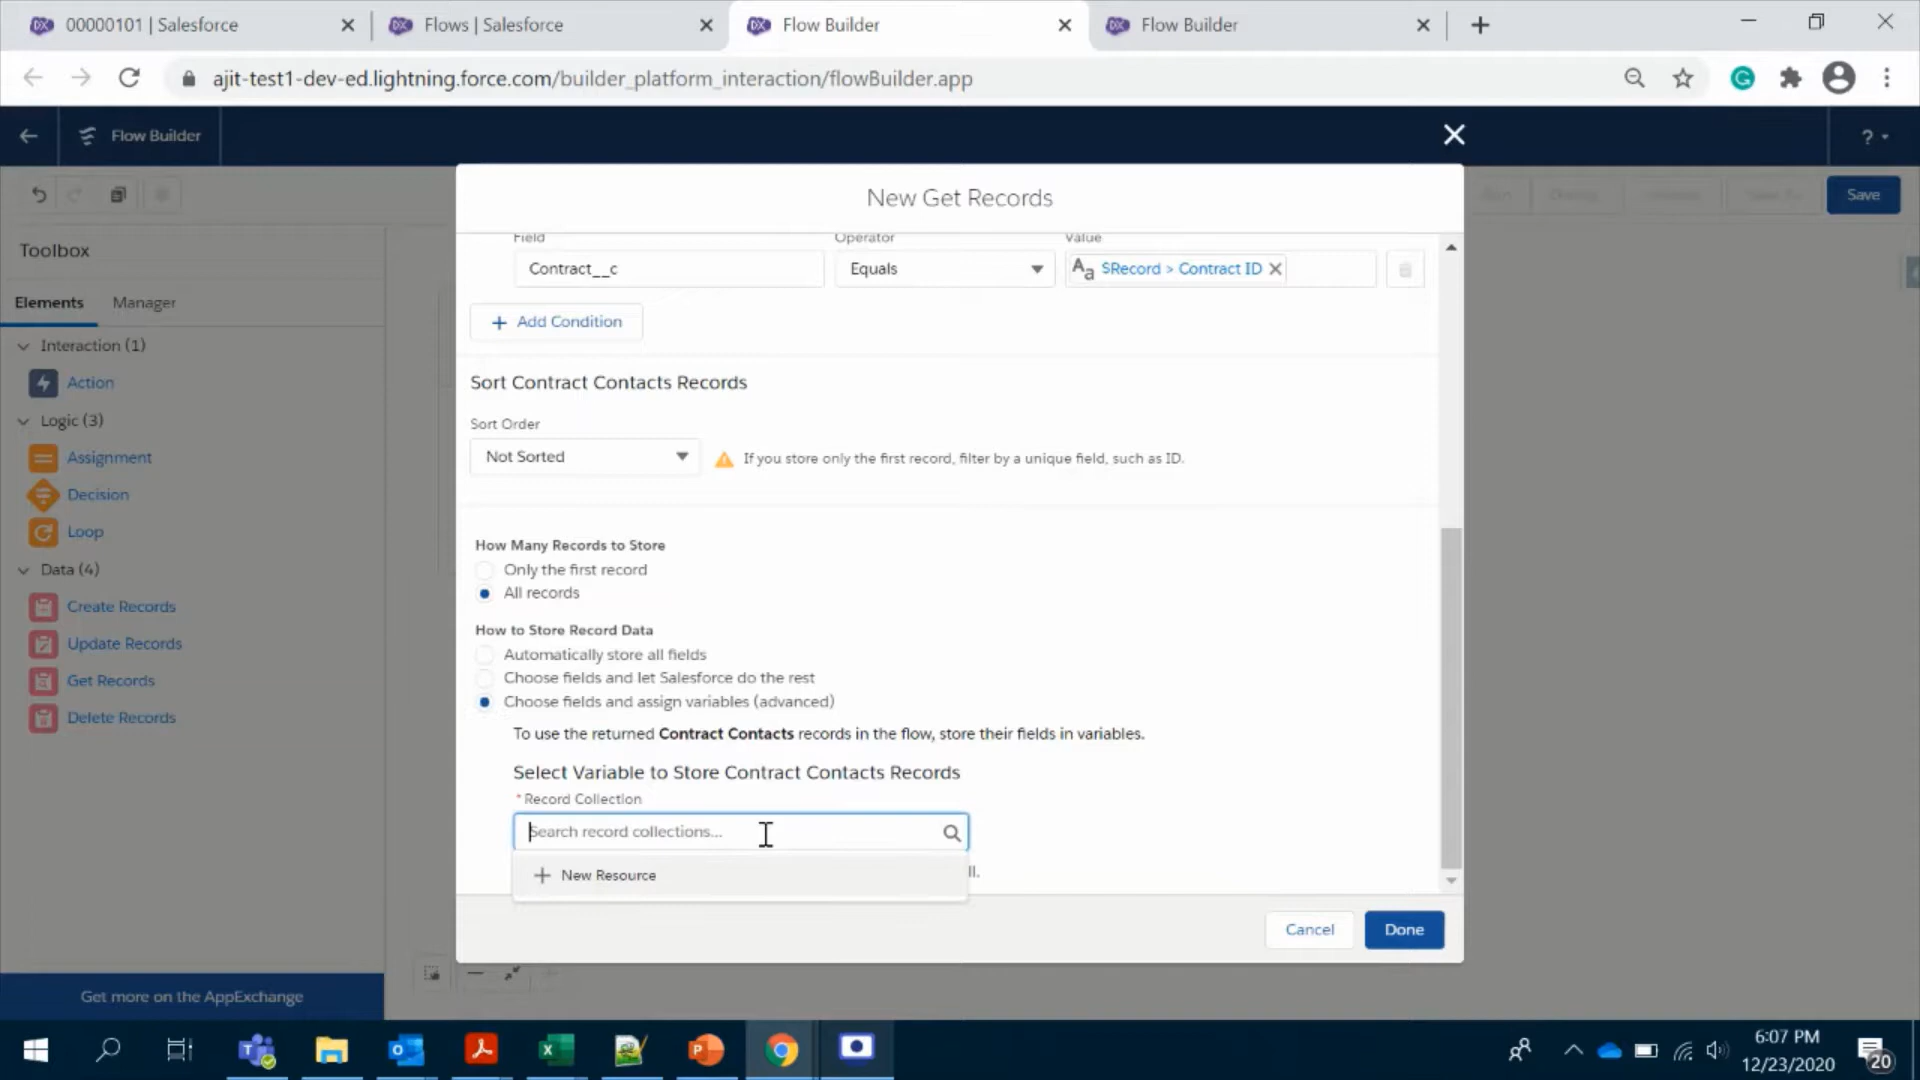 00000101 | Salesforce
Flows | Salesforce
Flow Builder
Flow Builder
ajit-test1-dev-ed.lightning.force.com/builder_platform_interaction/flowBuilder.app
Flow Builder
?
New Get Records
Save
Toolbox
Elements
Manager
Interaction (1)
Action
Logic (3)
Assignment
Decision
Loop
Data (4)
Create Records
Update Records
Get Records
Delete Records
Get more on the AppExchange
Field
Operator
Value
Contract__c
Equals
Aa $Record > Contract ID
+ Add Condition
Sort Contract Contacts Records
Sort Order
Not Sorted
If you store only the first record, filter by a unique field, such as ID.
How Many Records to Store
Only the first record
All records
How to Store Record Data
Automatically store all fields
Choose fields and let Salesforce do the rest
Choose fields and assign variables (advanced)
To use the returned Contract Contacts records in the flow, store their fields in variables.
Select Variable to Store Contract Contacts Records
* Record Collection
Search record collections...
+ New Resource
ll.
Cancel
Done
6:07 PM
12/23/2020
20